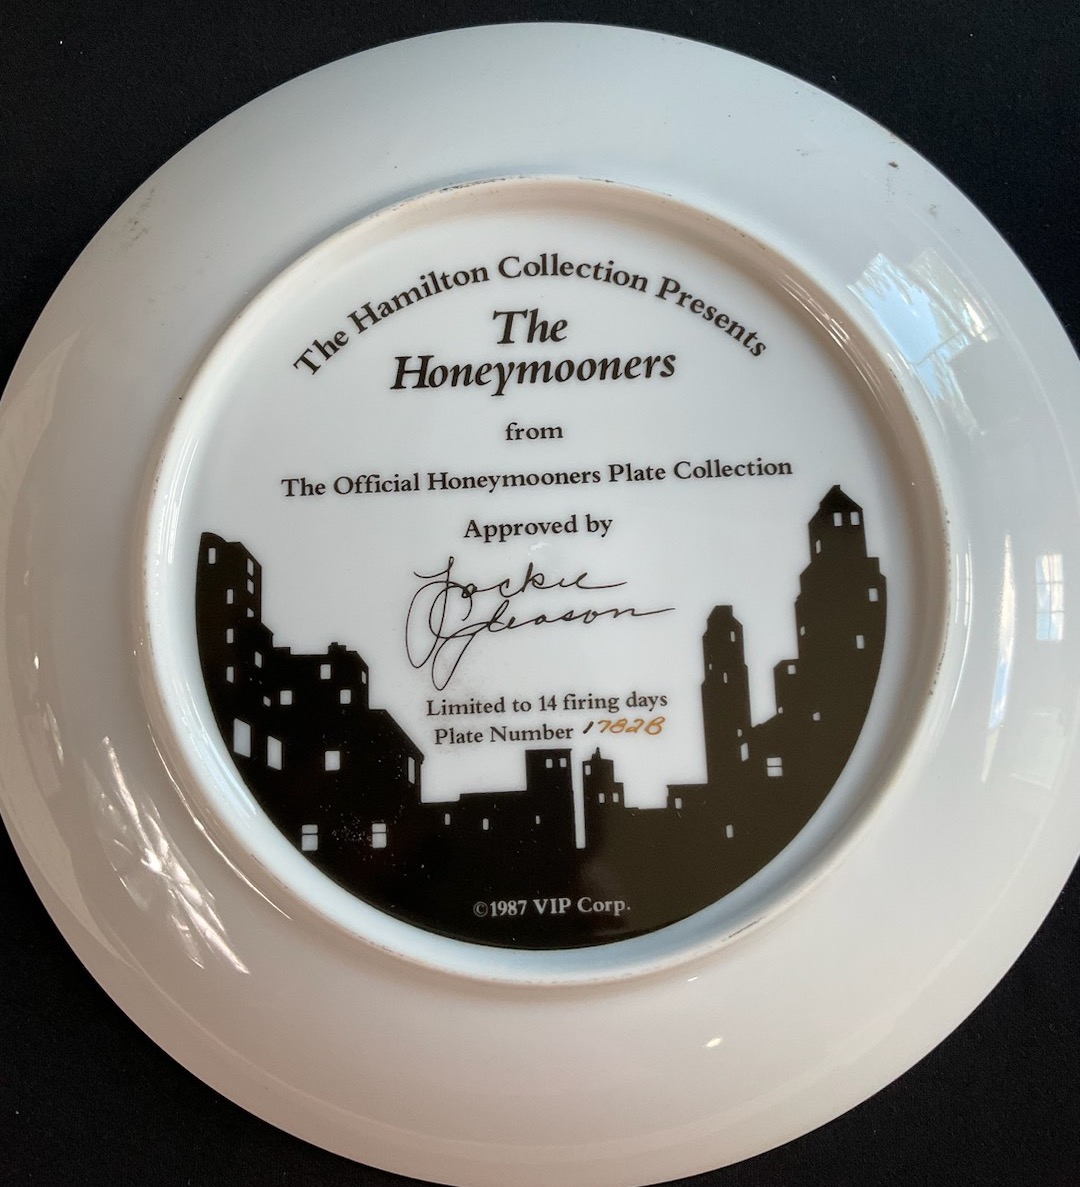 The Hamilton Collection Presents
The
Honeymooners
from
The Official Honeymooners Plate Collection
Approved by
Jackie
Gleason
Limited to 14 firing days
Plate Number 1782B
©1987 VIP Corp.